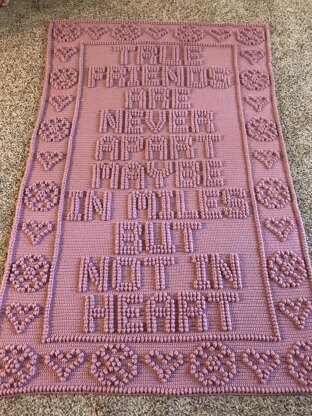 TRUE
FRIENDS
ARE
NEVER
APART
MAYBE
IN MILES
BUT
NOT IN
HEART